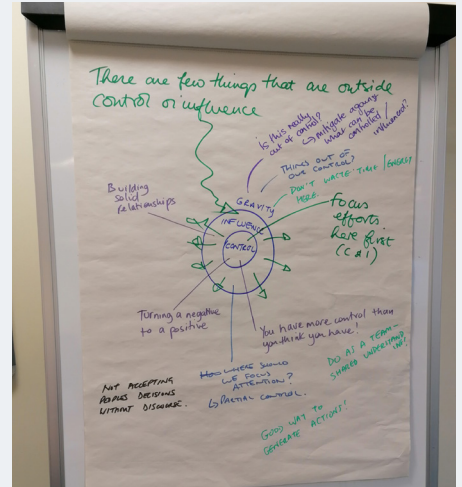 There are few things that are outside
control or influence
Is this really
out of control?
↳ mitigate against
what can be
controlled /
influenced?
THINGS OUT OF
OUR CONTROL?
DON'T WASTE TIME / ENERGY
HERE.
GRAVITY
INFLUENCE
CONTROL
Building
solid
relationships
Focus
efforts
here first
(C & I)
Turning a negative
to a positive
You have more control than
you think you have!
WHERE SHOULD
WE FOCUS
ATTENTION?
↳ PARTIAL CONTROL.
NOT ACCEPTING
PEOPLES DECISIONS
WITHOUT DISCOURSE.
DO AS A TEAM -
SHARED UNDERSTANDING!
GOOD WAY TO
GENERATE ACTIONS!